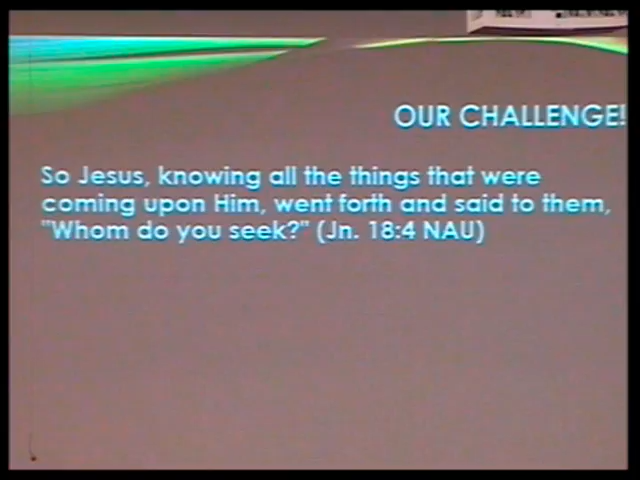 OUR CHALLENGE!
So Jesus, knowing all the things that were
coming upon Him, went forth and said to them,
"Whom do you seek?" (Jn. 18:4 NAU)